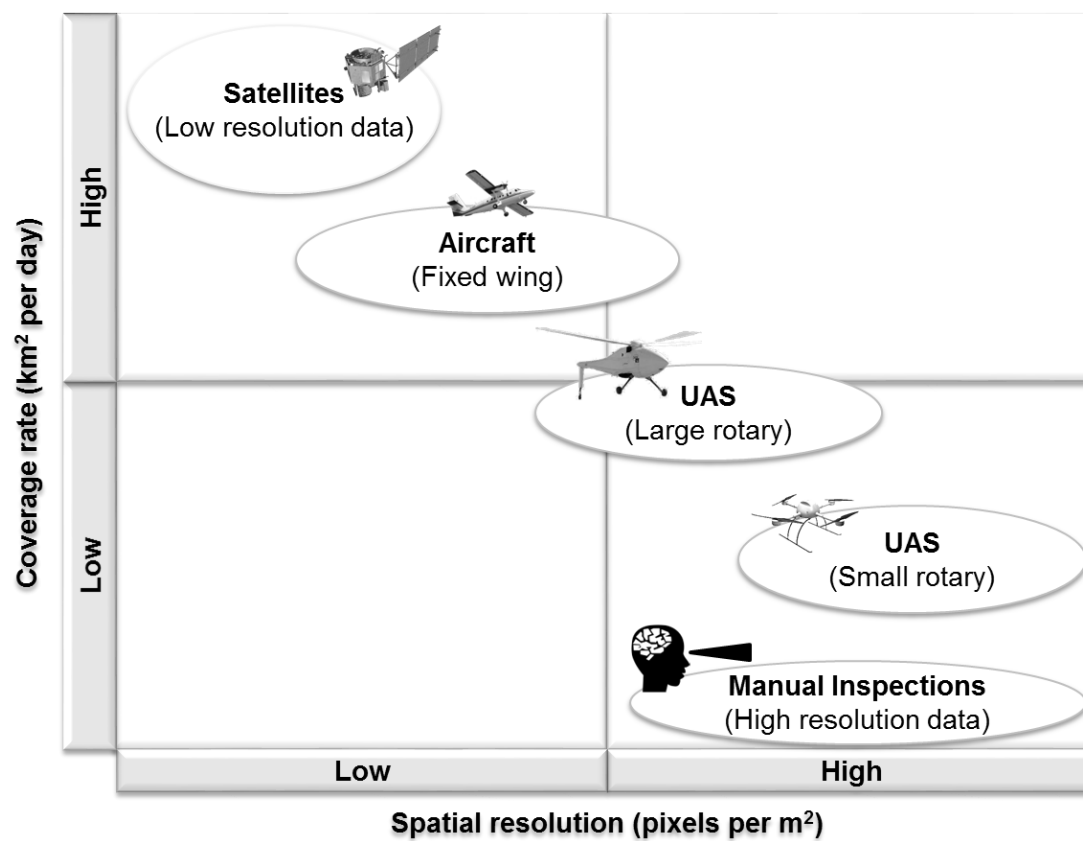 Satellites
(Low resolution data)
Aircraft
(Fixed wing)
UAS
(Large rotary)
UAS
(Small rotary)
Manual Inspections
(High resolution data)
Coverage rate (km² per day)
High
Low
Low
High
Spatial resolution (pixels per m²)